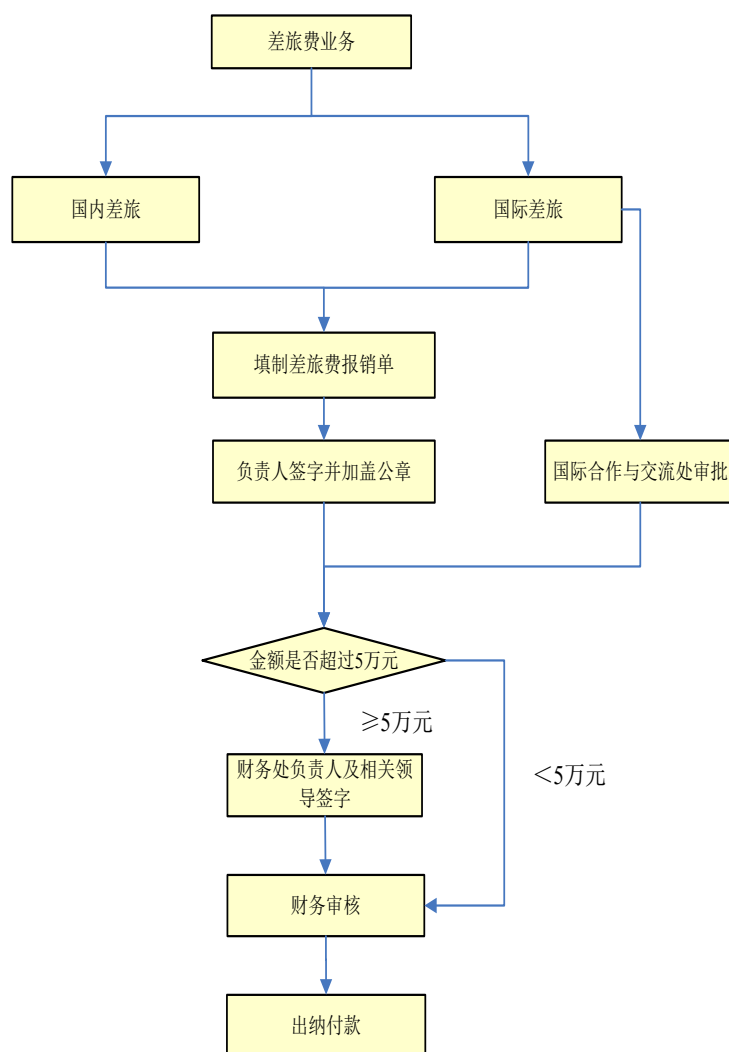 差旅费业务
国内差旅
国际差旅
填制差旅费报销单
负责人签字并加盖公章
国际合作与交流处审批
金额是否超过5万元
≥5万元
财务处负责人及相关领
导签字
＜5万元
财务审核
出纳付款